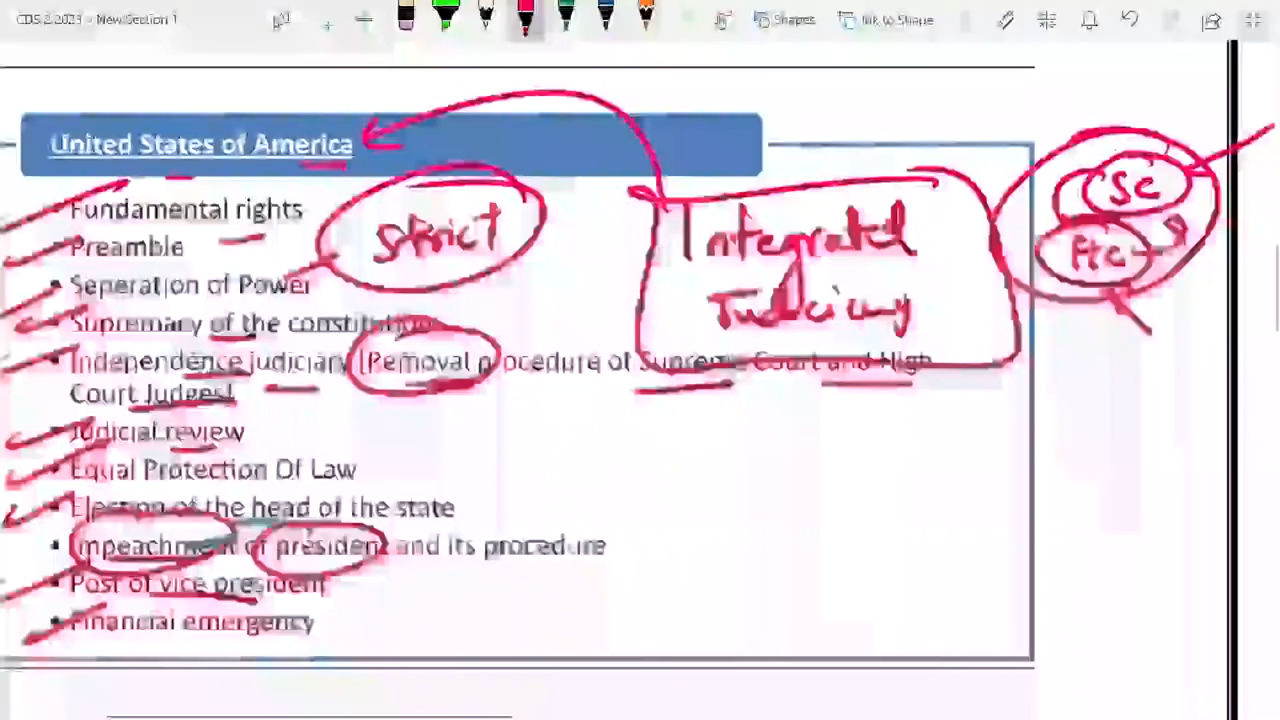 CDS 2 2023 - New Section 1
Shapes
Ink to Shape
United States of America
Fundamental rights
Strict
Sc
Preamble
Integrated
Seperation of Power
Judiciary
Supremacy of the constitution
Independence judiciary [Removal procedure of Supreme Court and High
Court Judges]
Judicial review
Equal Protection Of Law
Election of the head of the state
Impeachment of president and its procedure
Post of vice president
Financial emergency